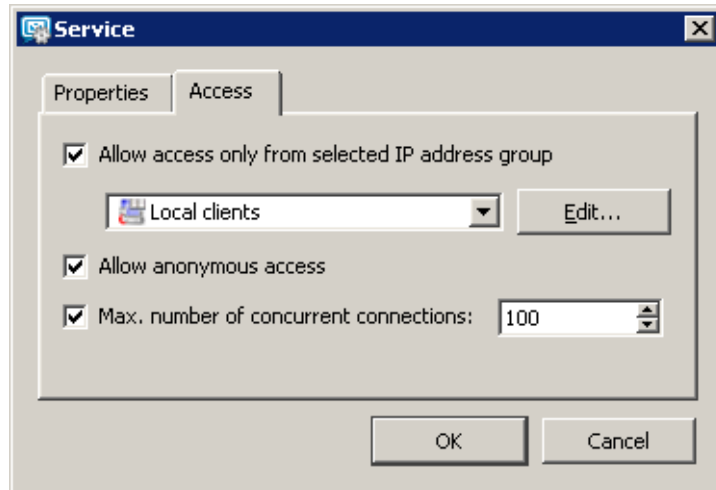 Service
Properties Access
Allow access only from selected IP address group
Local clients Edit...
Allow anonymous access
Max. number of concurrent connections: 100
OK Cancel